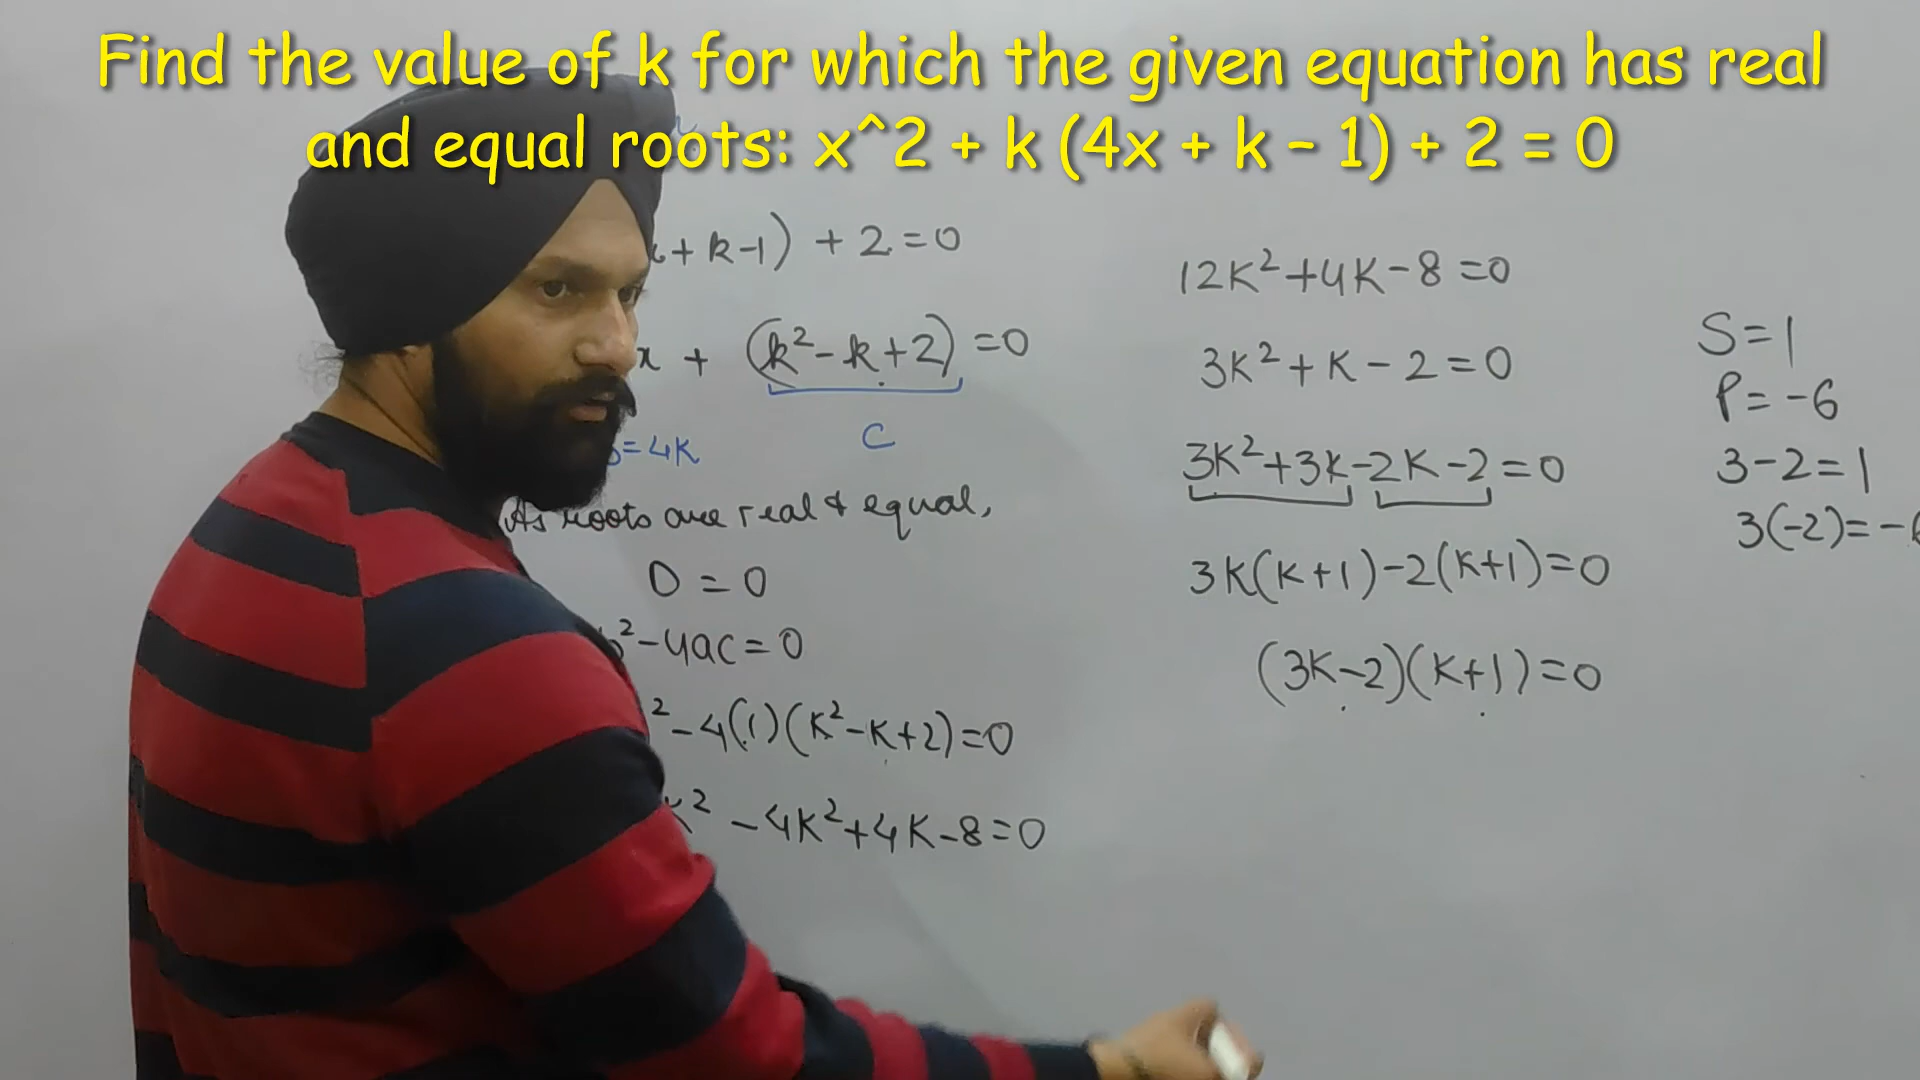 Find the value of k for which the given equation has real
and equal roots: x^2 + k (4x + k – 1) + 2 = 0
+ k-1) + 2 = 0
x + (k²-k+2) = 0
=4K
C
As roots are real & equal,
D = 0
²-4ac = 0
²-4(1)(K²-K+2)=0
² -4K²+4K-8=0
12K²+4K-8=0
3K²+K-2=0
3K²+3K-2K-2=0
3K(K+1)-2(K+1)=0
(3K-2)(K+1)=0
S=1
P=-6
3-2=1
3(-2)=-6